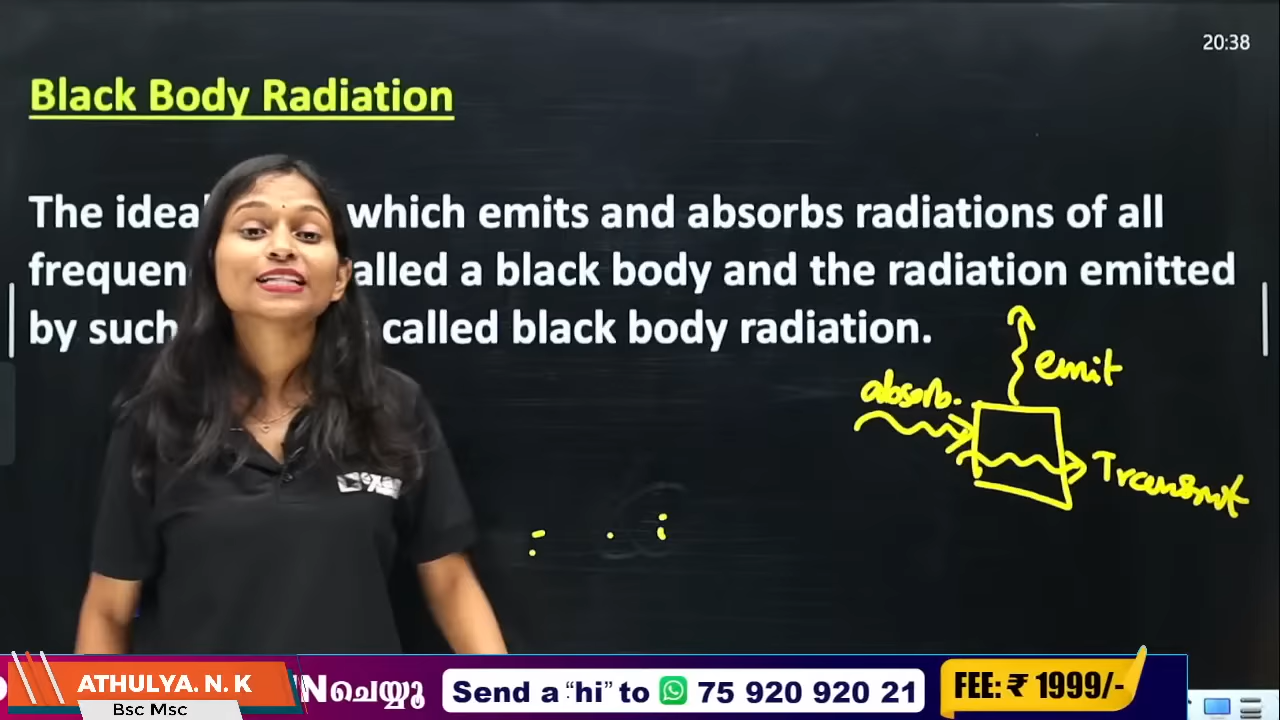 20:38
Black Body Radiation
The ideal which emits and absorbs radiations of all
frequen alled a black body and the radiation emitted
by such called black body radiation.
emit
absorb.
Transmit
exam
ATHULYA. N. K
Bsc Msc
Nചെയ്യൂ
Send a “hi” to 75 920 920 21
FEE: ₹ 1999/-